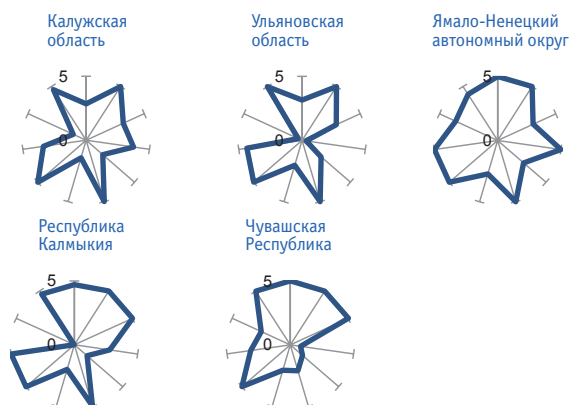 Калужская
область
5
0
Ульяновская
область
5
0
Ямало-Ненецкий
автономный округ
5
0
Республика
Калмыкия
5
0
Чувашская
Республика
5
0